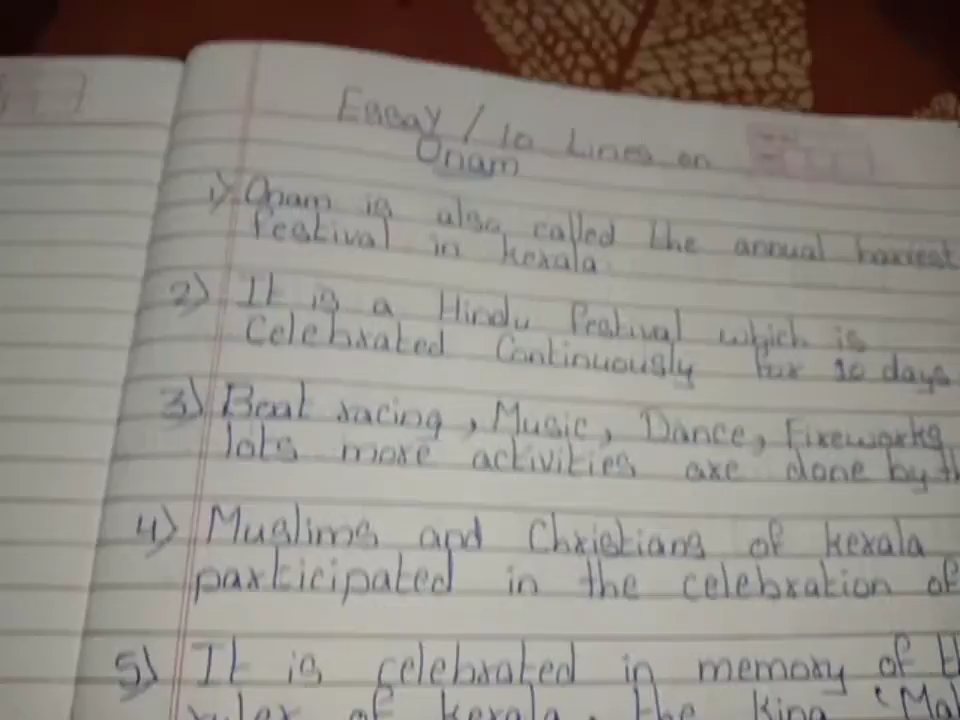 Essay / 10 Lines on
Onam
1) Onam is also called the annual harvest
festival in kerala.
2) It is a Hindu festival which is
Celebrated Continuously for 10 days
3) Boat racing, Music, Dance, Fireworks
lots more activities are done by th
4) Muslims and Christians of kerala
participated in the celebration of
5) It is celebrated in memory of t
ruler of kerala, the King 'Mal